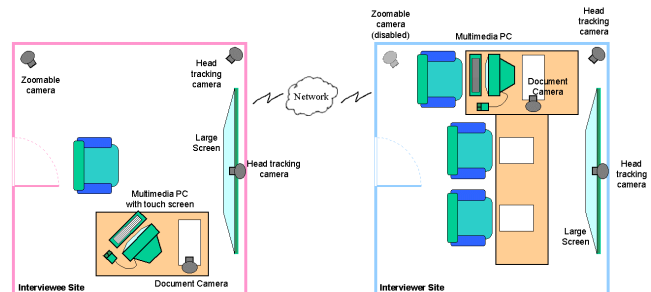 Zoomable
camera
Head
tracking
camera
Large
Screen
Head tracking
camera
Multimedia PC
with touch screen
Document Camera
Interviewee Site
Network
Zoomable
camera
(disabled)
Multimedia PC
Head
tracking
camera
Document
Camera
Head
tracking
camera
Large
Screen
Interviewer Site